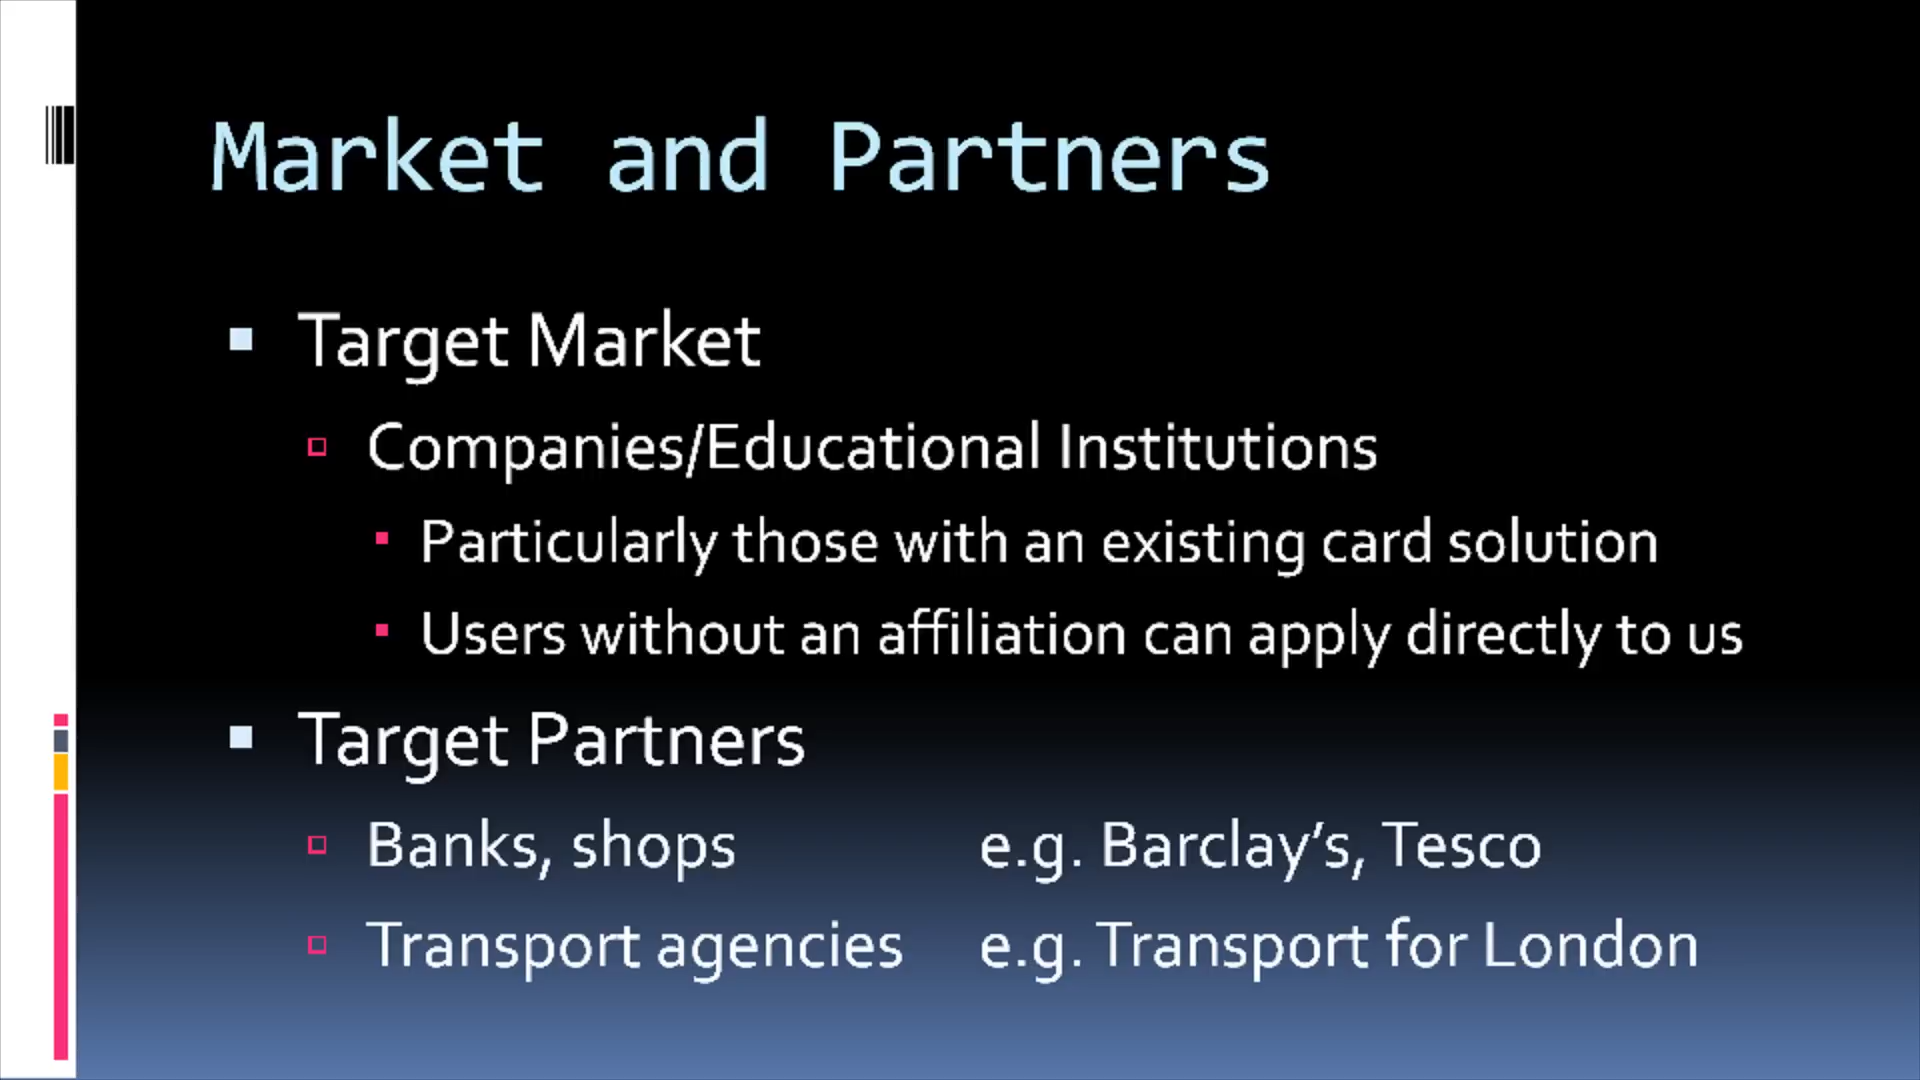 Market and Partners
Target Market
Companies/Educational Institutions
Particularly those with an existing card solution
Users without an affiliation can apply directly to us
Target Partners
Banks, shops e.g. Barclay’s, Tesco
Transport agencies e.g. Transport for London